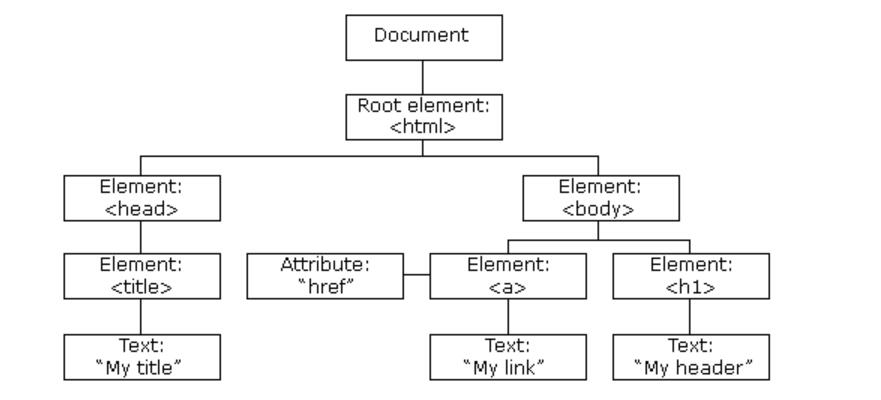 Document
Root element:
<html>
Element:
<head>
Element:
<body>
Element:
<title>
Attribute:
“href”
Element:
<a>
Element:
<h1>
Text:
“My title”
Text:
“My link”
Text:
“My header”